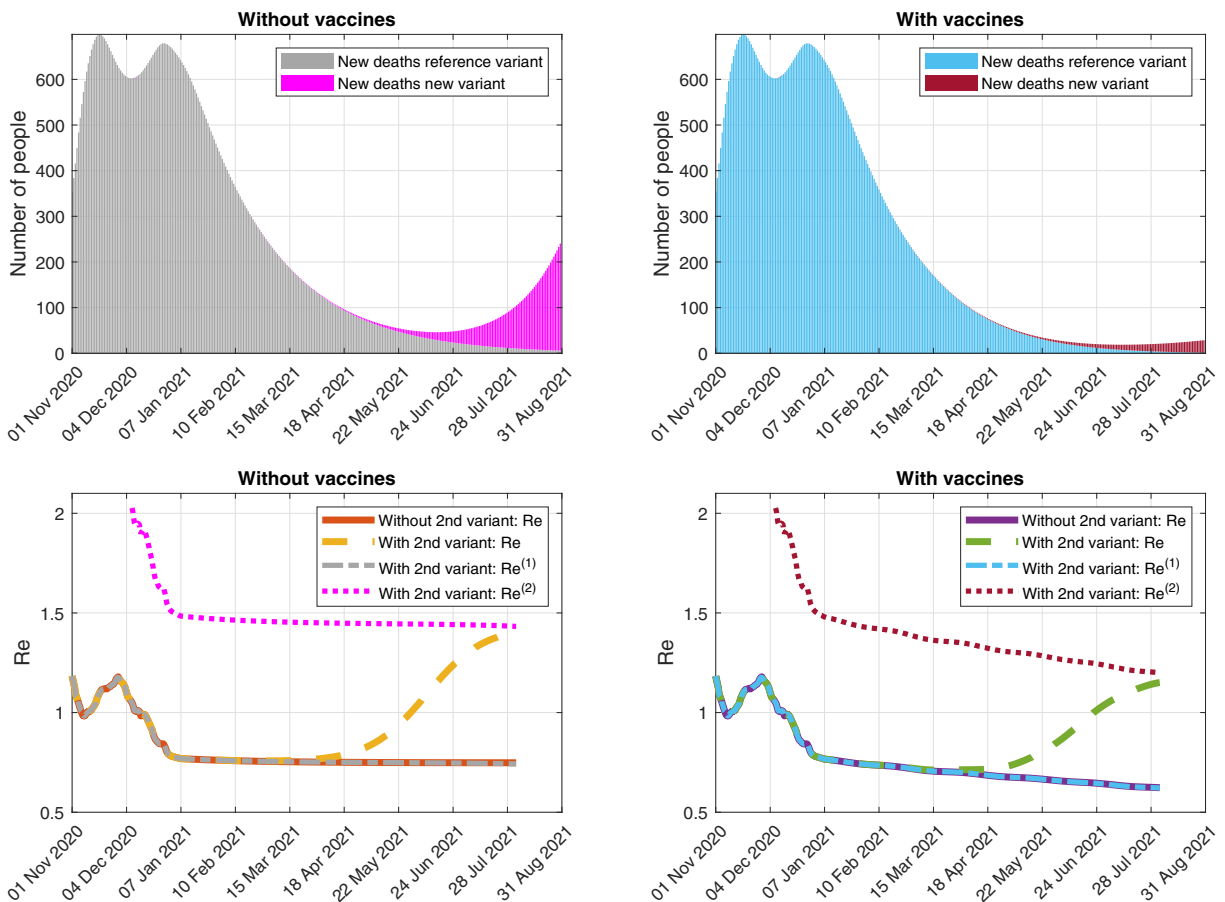 Without vaccines
Number of people
600
500
400
300
200
100
0
New deaths reference variant
New deaths new variant
01 Nov 2020
04 Dec 2020
07 Jan 2021
10 Feb 2021
15 Mar 2021
18 Apr 2021
22 May 2021
24 Jun 2021
28 Jul 2021
31 Aug 2021
With vaccines
Number of people
600
500
400
300
200
100
0
New deaths reference variant
New deaths new variant
01 Nov 2020
04 Dec 2020
07 Jan 2021
10 Feb 2021
15 Mar 2021
18 Apr 2021
22 May 2021
24 Jun 2021
28 Jul 2021
31 Aug 2021
Without vaccines
Re
2
1.5
1
0.5
Without 2nd variant: Re
With 2nd variant: Re
With 2nd variant: Re(1)
With 2nd variant: Re(2)
01 Nov 2020
04 Dec 2020
07 Jan 2021
10 Feb 2021
15 Mar 2021
18 Apr 2021
22 May 2021
24 Jun 2021
28 Jul 2021
31 Aug 2021
With vaccines
Re
2
1.5
1
0.5
Without 2nd variant: Re
With 2nd variant: Re
With 2nd variant: Re(1)
With 2nd variant: Re(2)
01 Nov 2020
04 Dec 2020
07 Jan 2021
10 Feb 2021
15 Mar 2021
18 Apr 2021
22 May 2021
24 Jun 2021
28 Jul 2021
31 Aug 2021